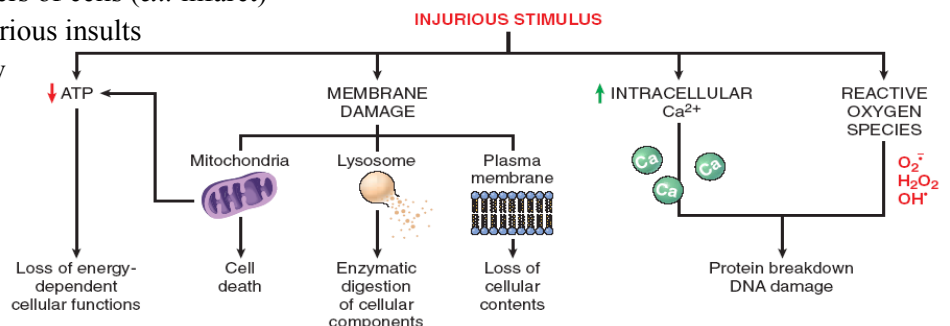 INJURIOUS STIMULUS
rious insults
ATP
MEMBRANE
DAMAGE
INTRACELLULAR
Ca2+
REACTIVE
OXYGEN
SPECIES
Mitochondria
Lysosome
Plasma
membrane
Ca
Ca
Ca
O2•̅
H2O2
OH•
Loss of energy-
dependent
cellular functions
Cell
death
Enzymatic
digestion
of cellular
components
Loss of
cellular
contents
Protein breakdown
DNA damage